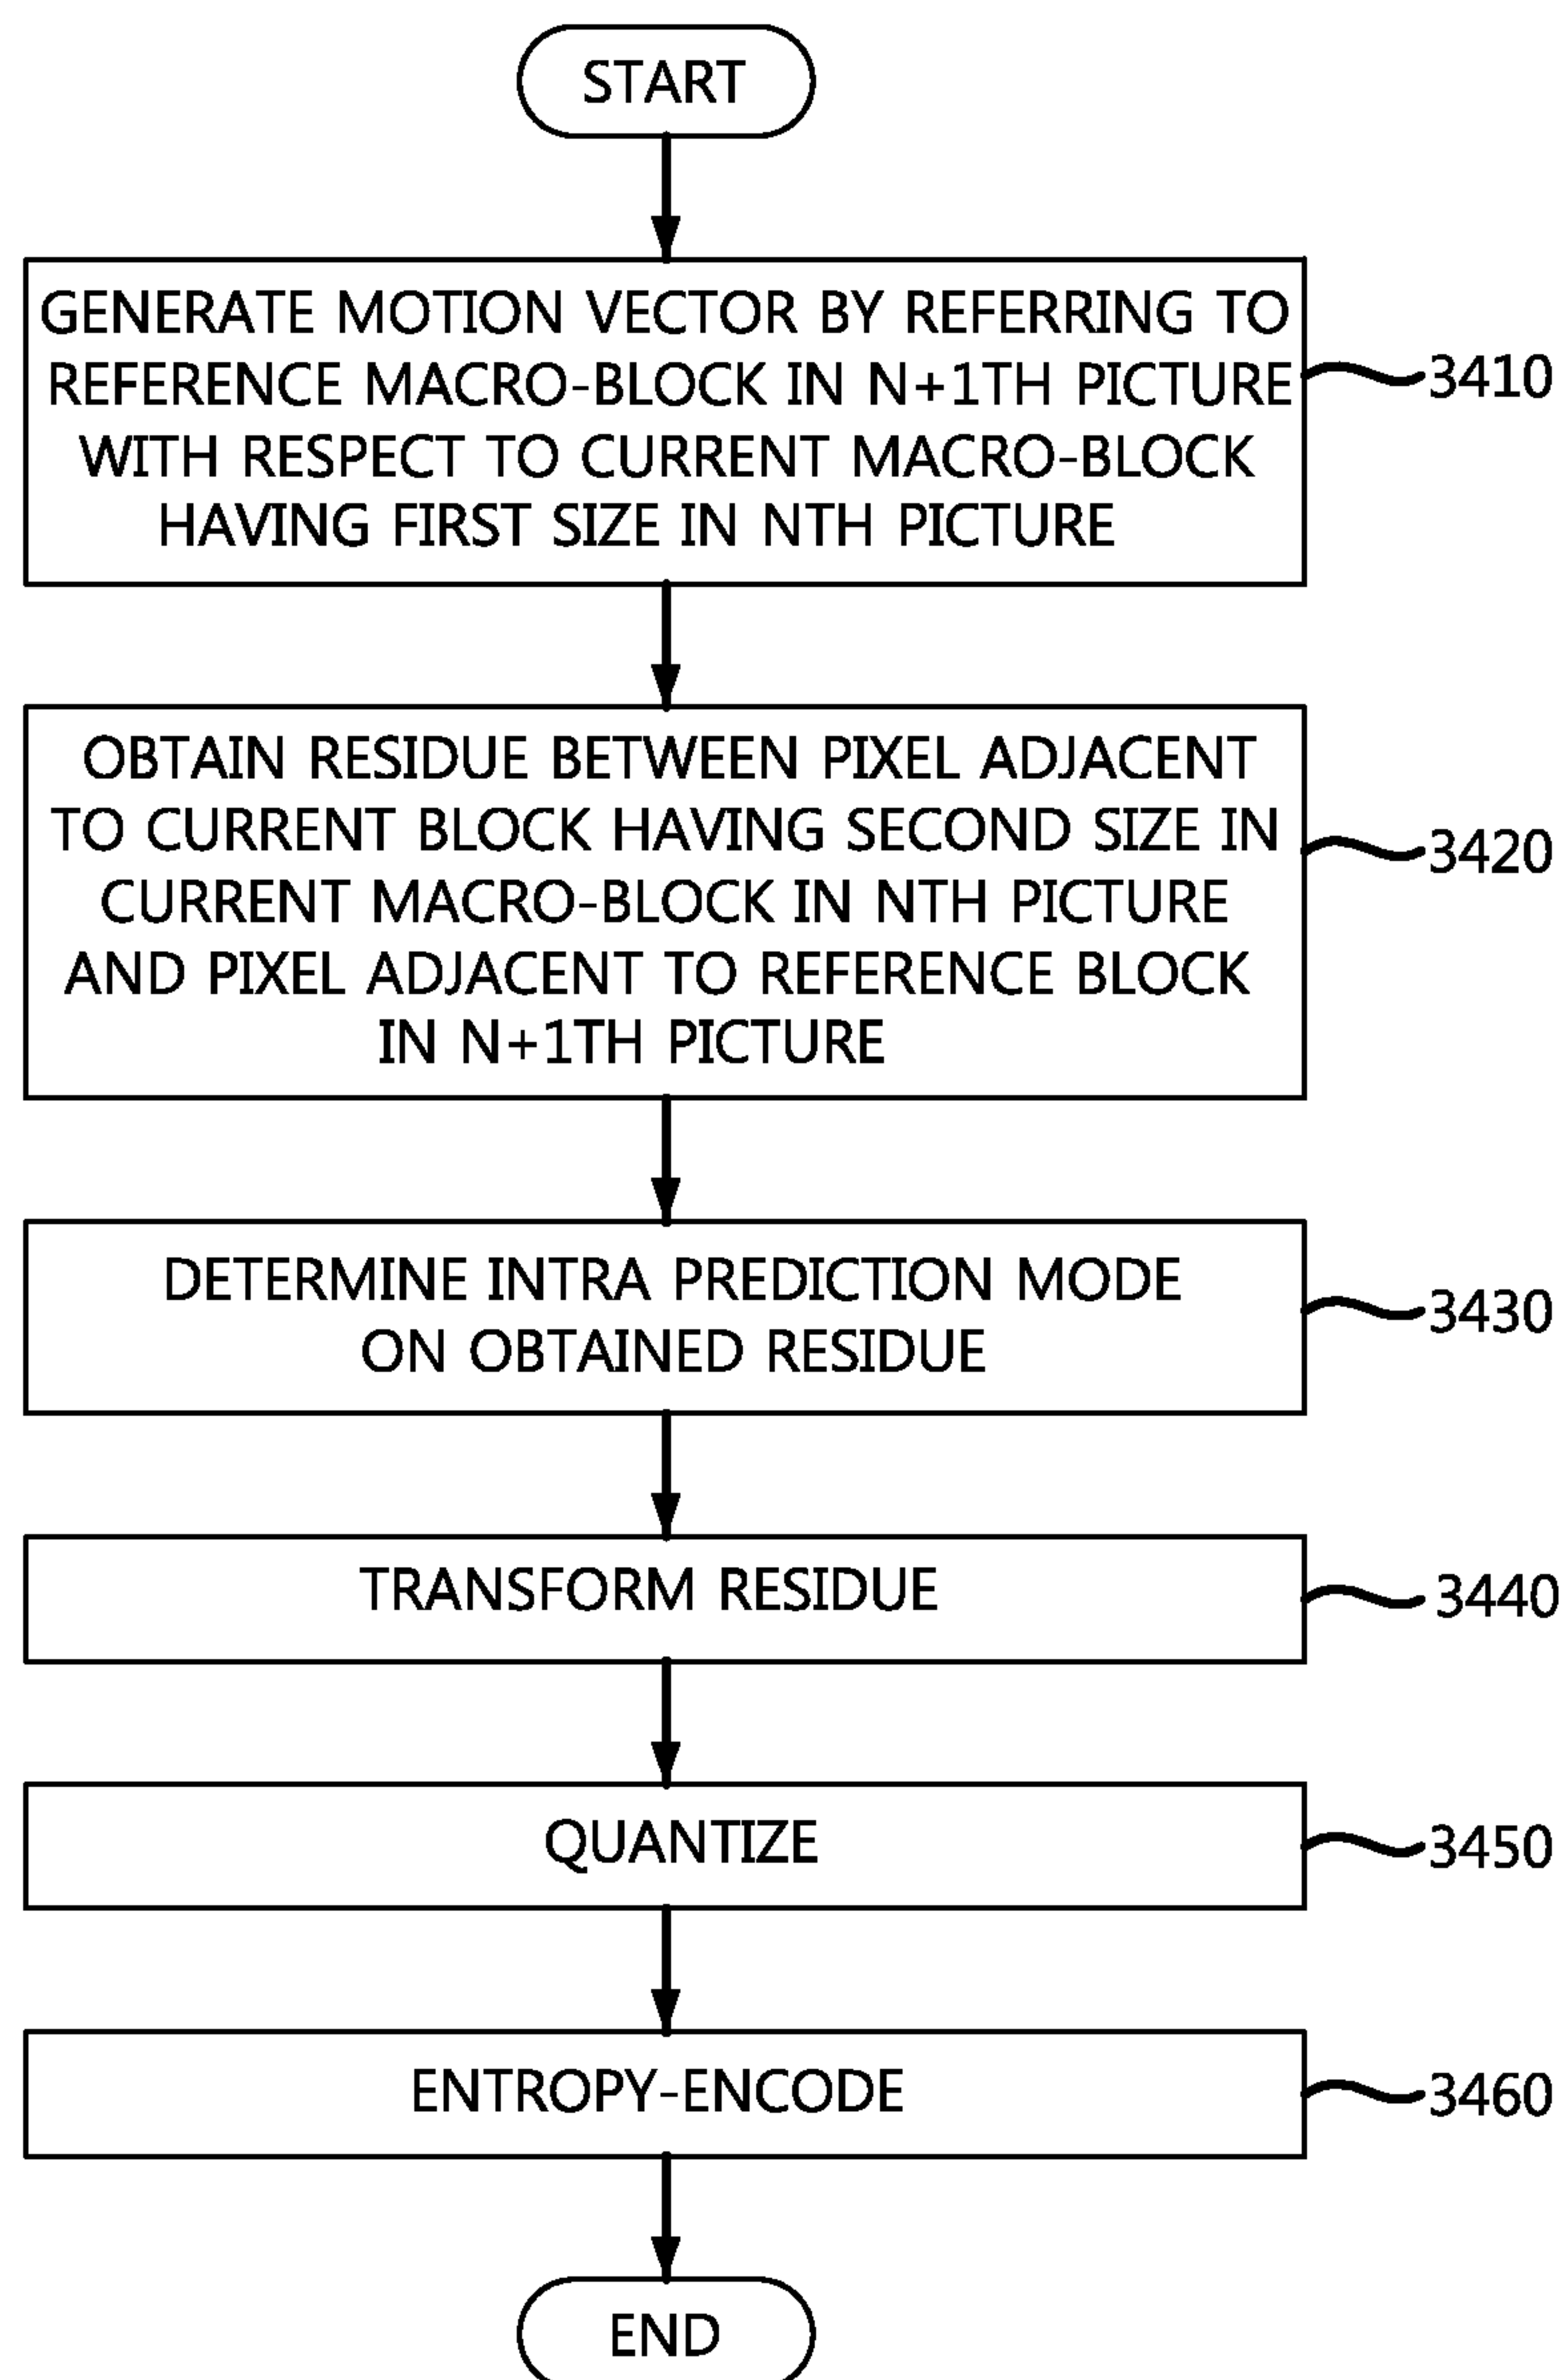 START
GENERATE MOTION VECTOR BY REFERRING TO
REFERENCE MACRO-BLOCK IN N+1TH PICTURE
WITH RESPECT TO CURRENT MACRO-BLOCK
HAVING FIRST SIZE IN NTH PICTURE
3410
OBTAIN RESIDUE BETWEEN PIXEL ADJACENT
TO CURRENT BLOCK HAVING SECOND SIZE IN
CURRENT MACRO-BLOCK IN NTH PICTURE
AND PIXEL ADJACENT TO REFERENCE BLOCK
IN N+1TH PICTURE
3420
DETERMINE INTRA PREDICTION MODE
ON OBTAINED RESIDUE
3430
TRANSFORM RESIDUE
3440
QUANTIZE
3450
ENTROPY-ENCODE
3460
END